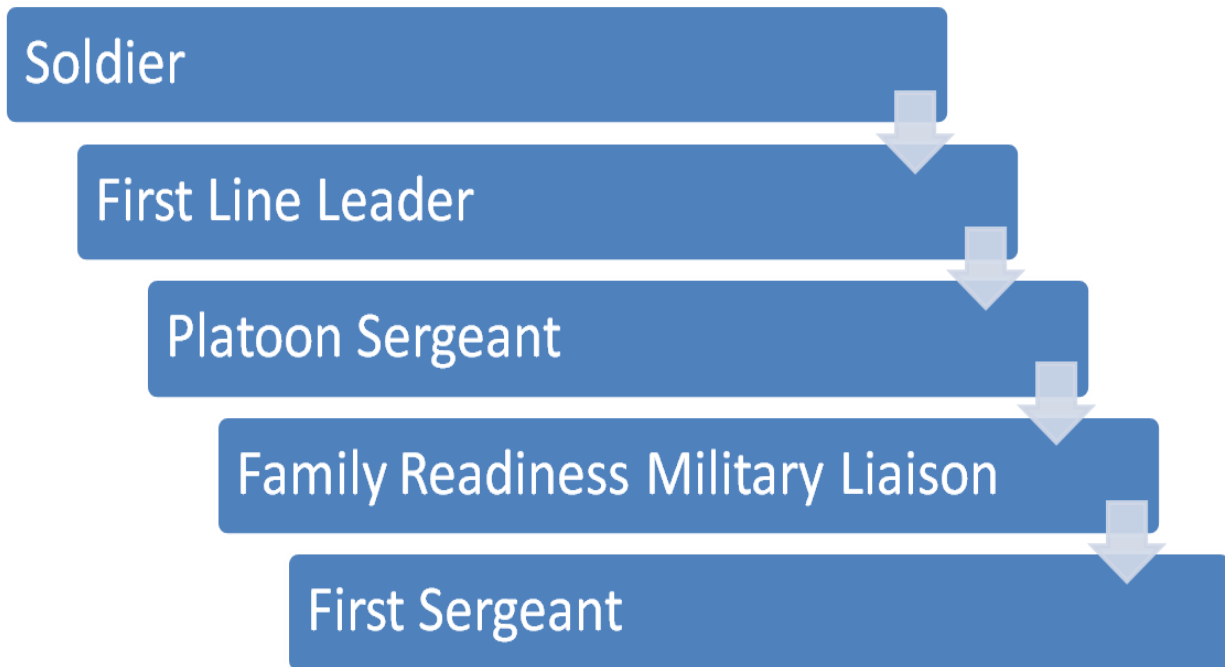 Soldier
First Line Leader
Platoon Sergeant
Family Readiness Military Liaison
First Sergeant